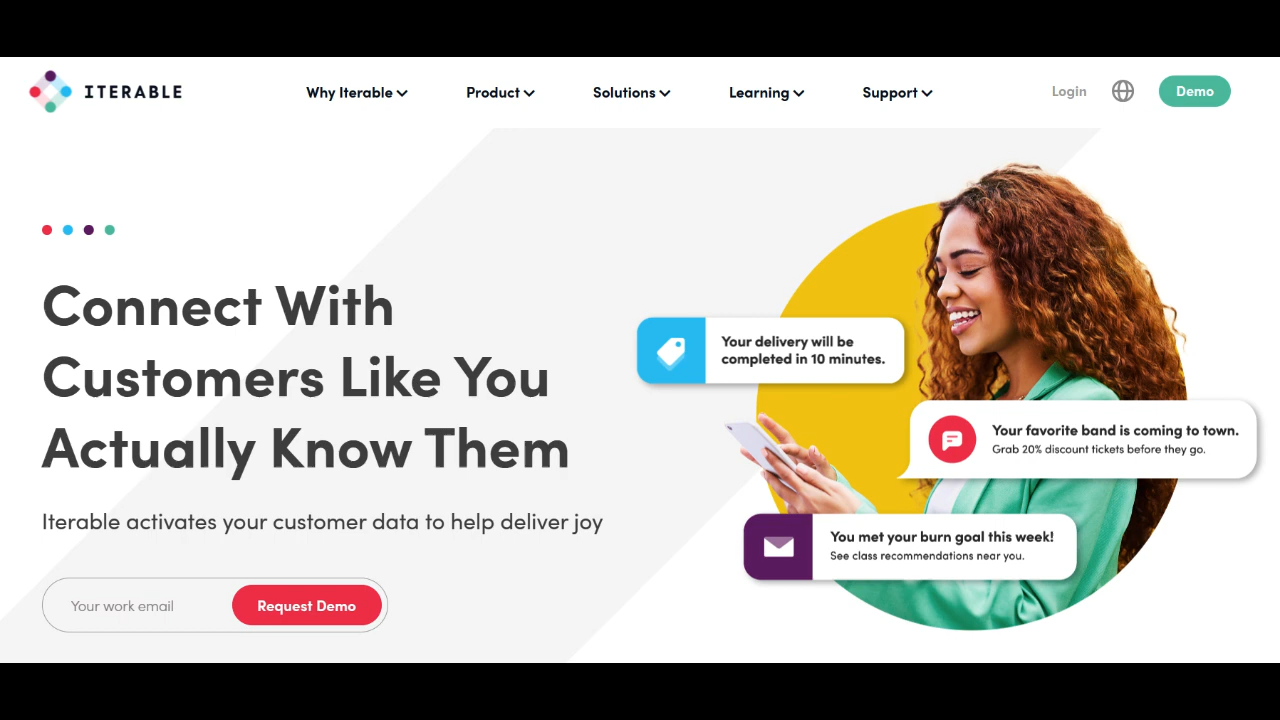 ITERABLE
Why Iterable
Product
Solutions
Learning
Support
Login
Demo
Connect With
Customers Like You
Actually Know Them
Iterable activates your customer data to help deliver joy
Your work email
Request Demo
Your delivery will be
completed in 10 minutes.
Your favorite band is coming to town.
Grab 20% discount tickets before they go.
You met your burn goal this week!
See class recommendations near you.